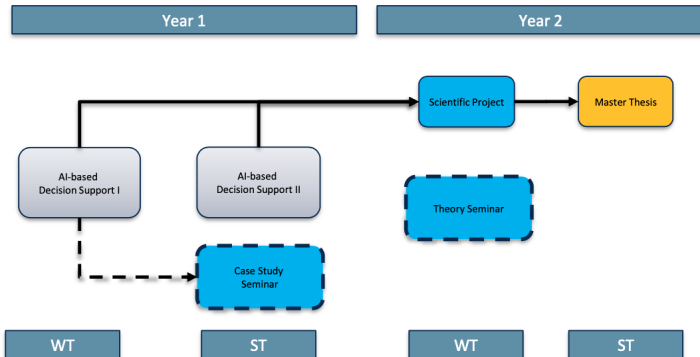 Year 1
Year 2
Scientific Project
Master Thesis
AI-based
Decision Support I
AI-based
Decision Support II
Theory Seminar
Case Study
Seminar
WT
ST
WT
ST